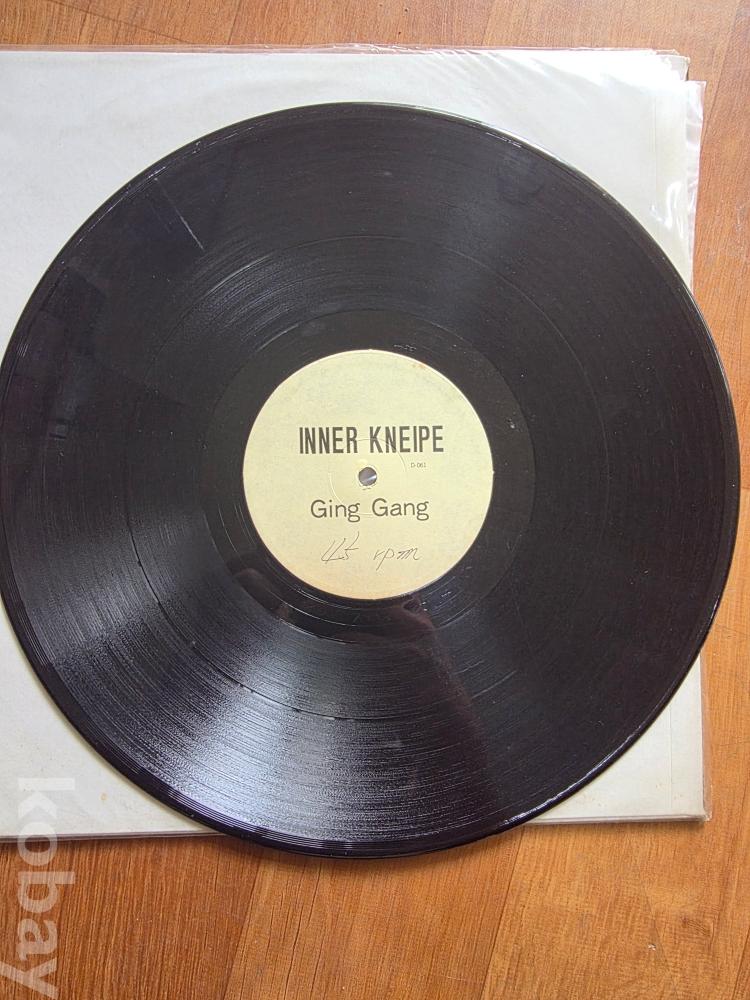 INNER KNEIPE
D-061
Ging Gang
45 rpm
kobay